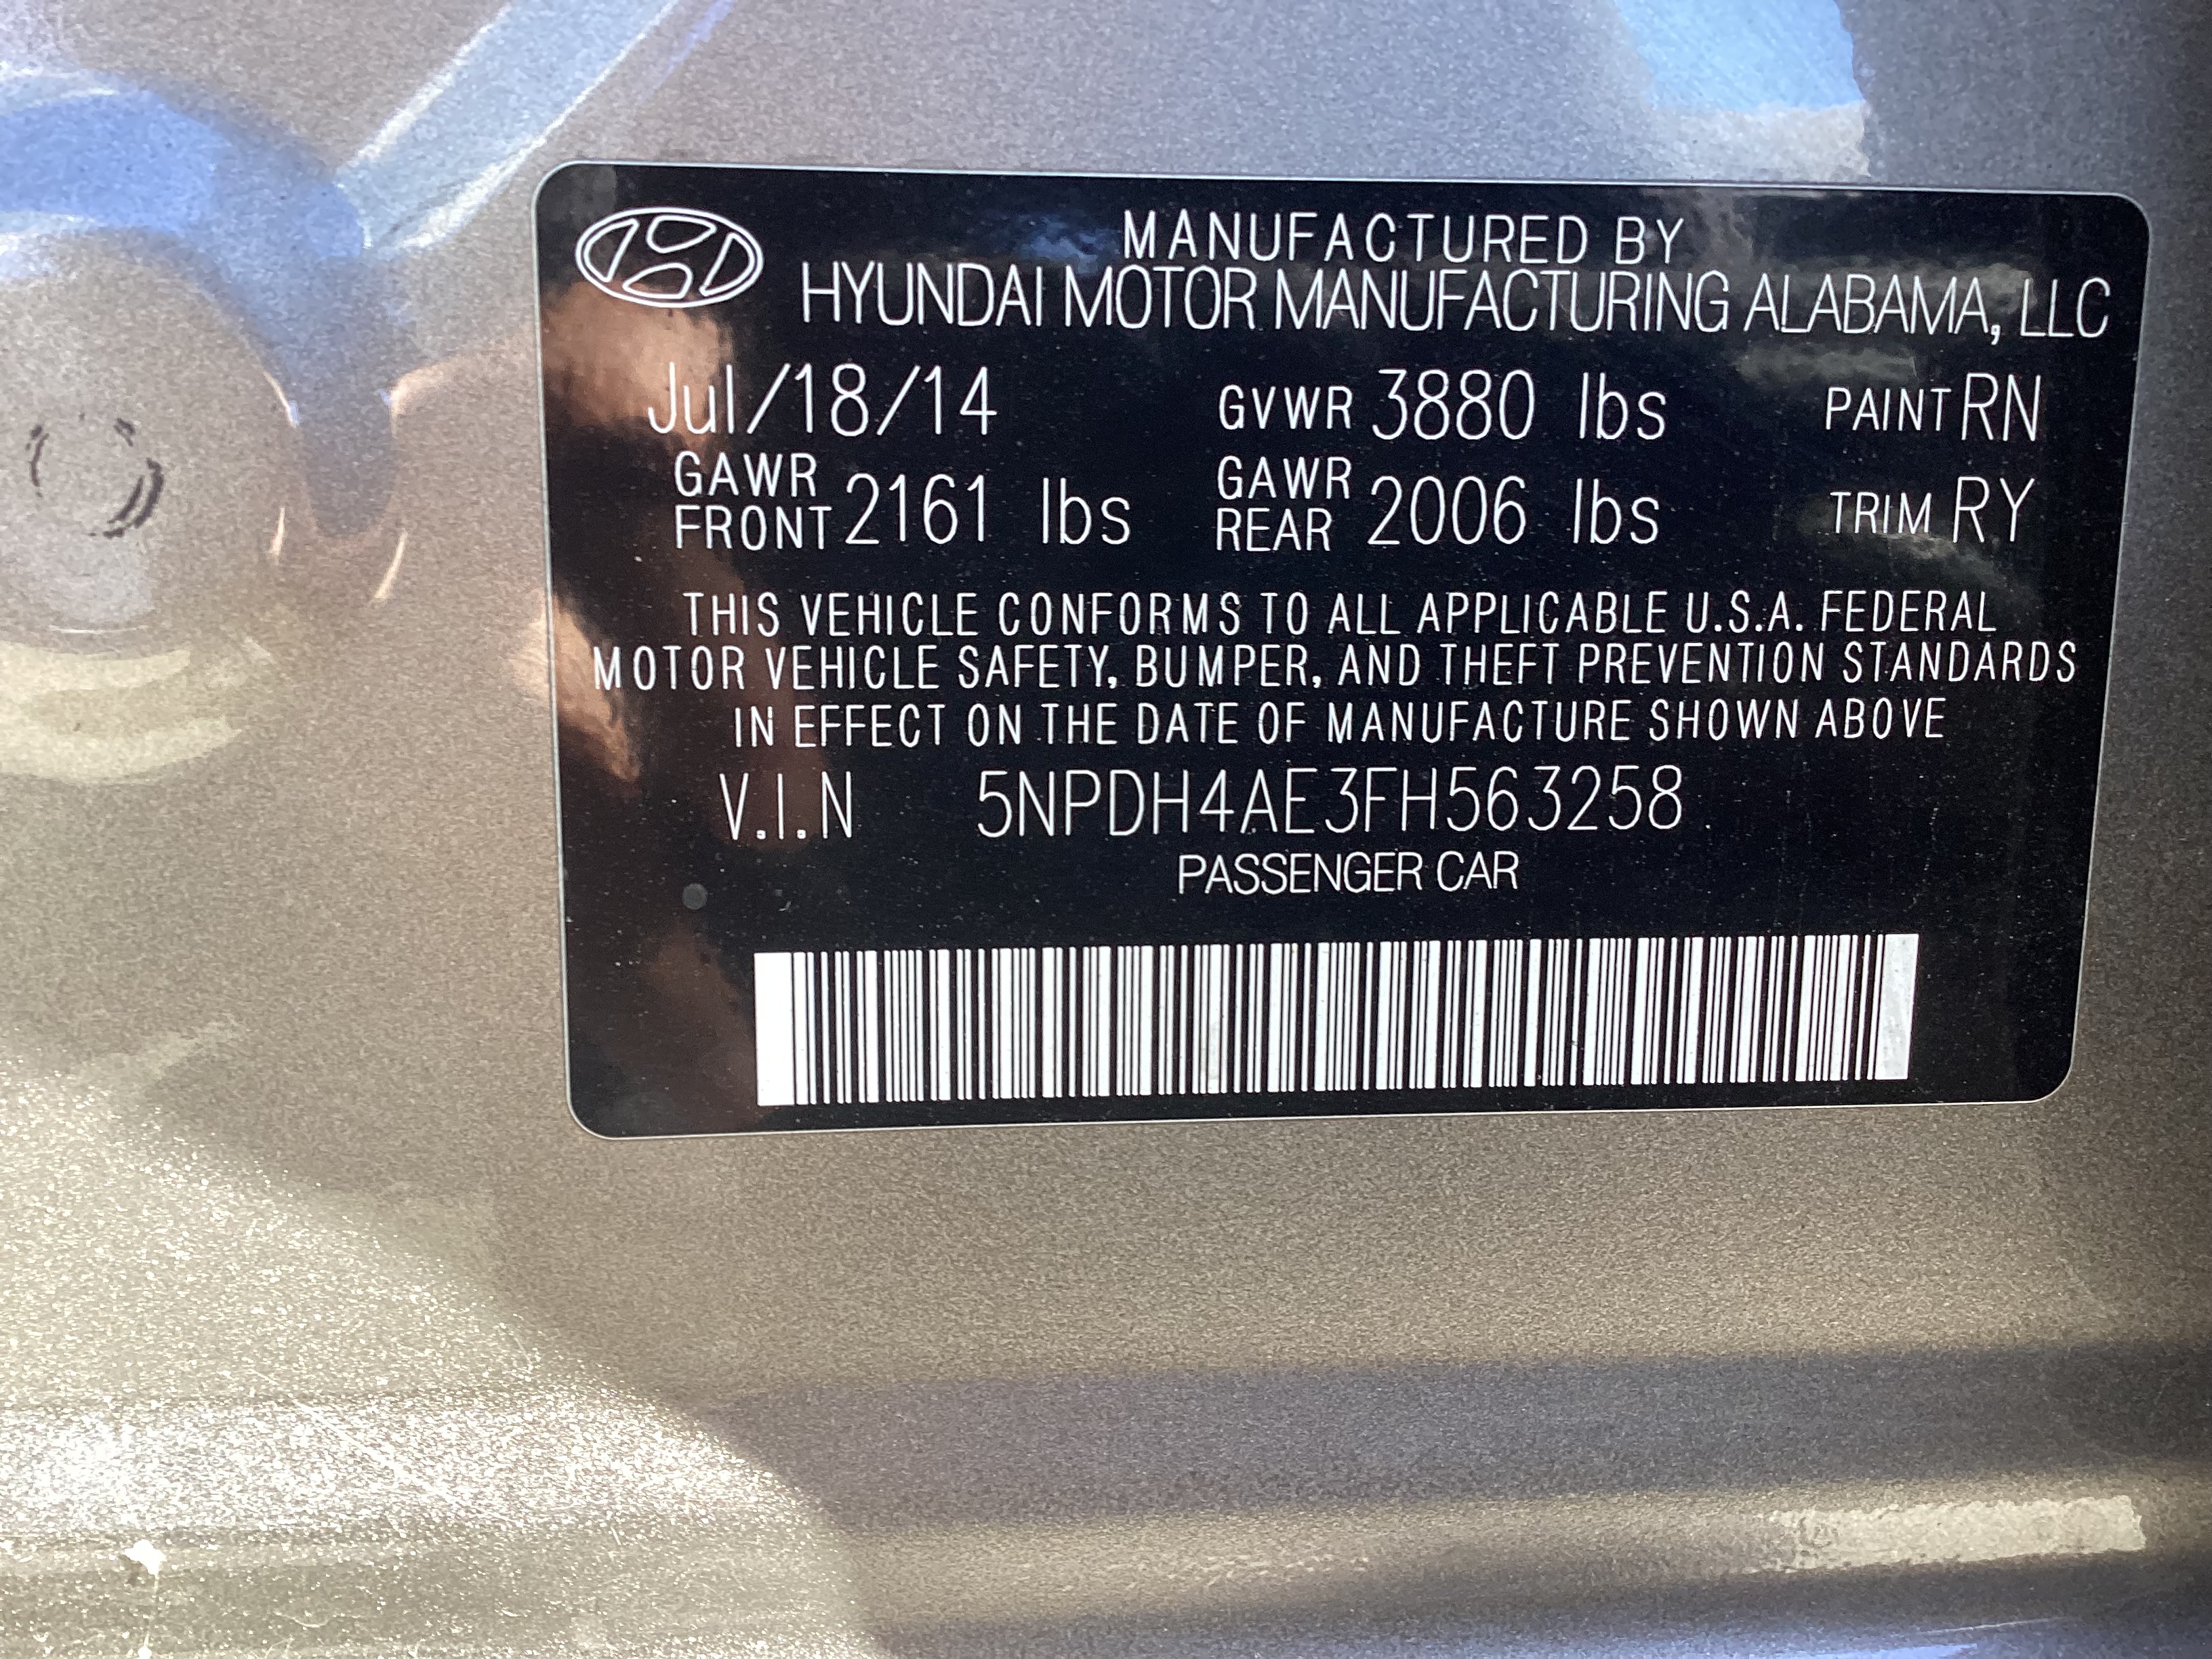 MANUFACTURED BY
HYUNDAI MOTOR MANUFACTURING ALABAMA, LLC
Jul/18/14 GVWR 3880 lbs PAINT RN
GAWR FRONT 2161 lbs GAWR REAR 2006 lbs TRIM RY
THIS VEHICLE CONFORMS TO ALL APPLICABLE U.S.A. FEDERAL
MOTOR VEHICLE SAFETY, BUMPER, AND THEFT PREVENTION STANDARDS
IN EFFECT ON THE DATE OF MANUFACTURE SHOWN ABOVE
V.I.N 5NPDH4AE3FH563258
PASSENGER CAR